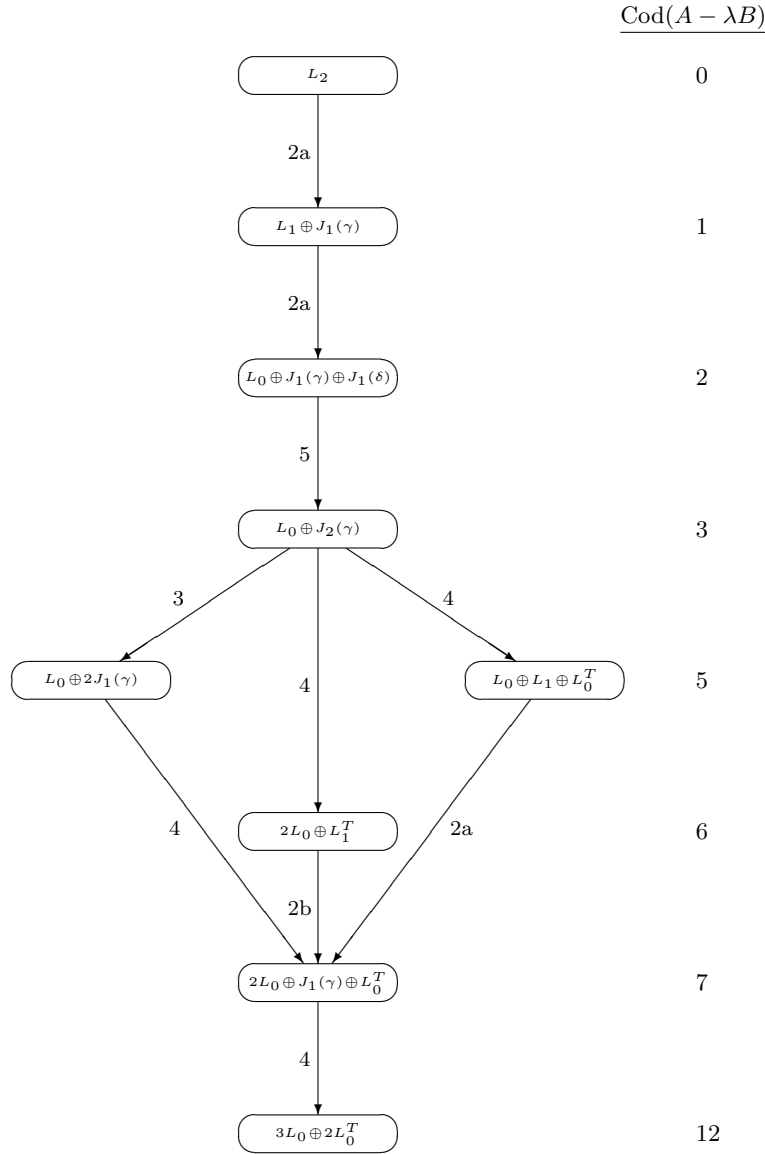 Cod(A − λB)
L₂ 0
2a
L₁ ⊕ J₁(γ) 1
2a
L₀ ⊕ J₁(γ) ⊕ J₁(δ) 2
5
L₀ ⊕ J₂(γ) 3
3 4
L₀ ⊕ 2J₁(γ) L₀ ⊕ L₁ ⊕ L₀ᵀ 5
4
4 2L₀ ⊕ L₁ᵀ 2a 6
2b
2L₀ ⊕ J₁(γ) ⊕ L₀ᵀ 7
4
3L₀ ⊕ 2L₀ᵀ 12